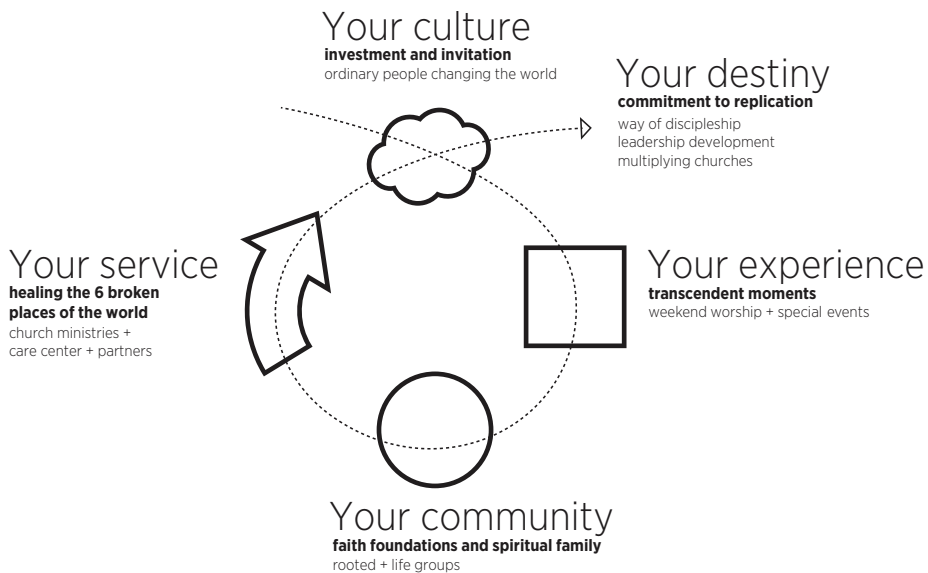 Your culture
investment and invitation
ordinary people changing the world
Your destiny
commitment to replication
way of discipleship
leadership development
multiplying churches
Your experience
transcendent moments
weekend worship + special events
Your community
faith foundations and spiritual family
rooted + life groups
Your service
healing the 6 broken
places of the world
church ministries +
care center + partners